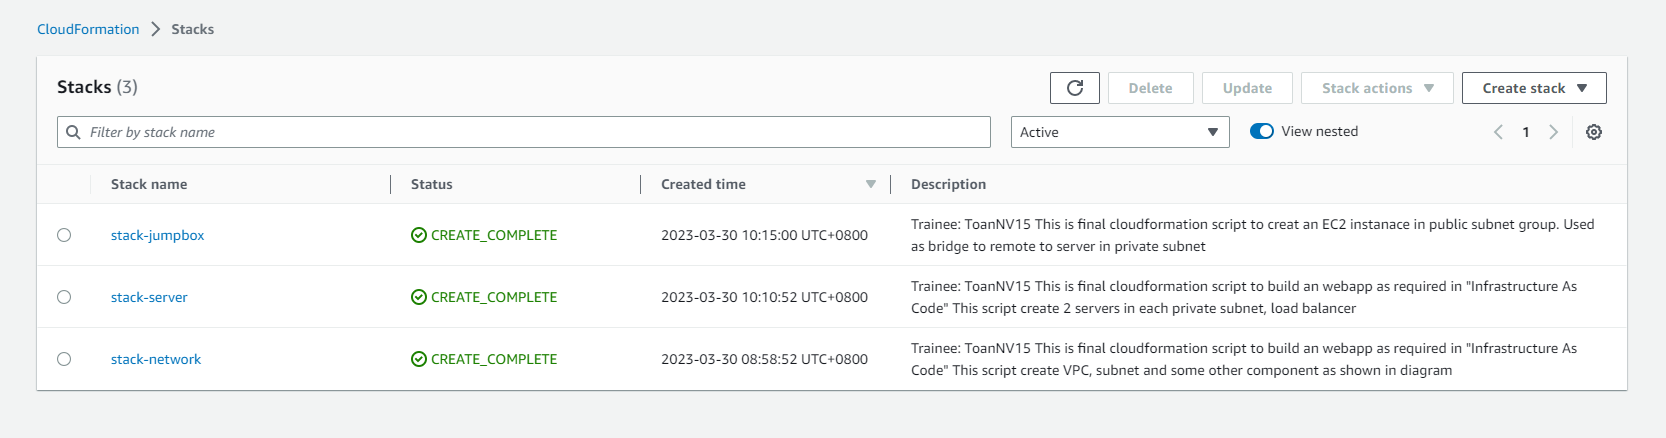 CloudFormation > Stacks
Stacks (3)
Delete
Update
Stack actions
Create stack
Filter by stack name
Active
View nested
1
Stack name
Status
Created time
Description
stack-jumpbox
CREATE_COMPLETE
2023-03-30 10:15:00 UTC+0800
Trainee: ToanNV15 This is final cloudformation script to creat an EC2 instanace in public subnet group. Used
as bridge to remote to server in private subnet
stack-server
CREATE_COMPLETE
2023-03-30 10:10:52 UTC+0800
Trainee: ToanNV15 This is final cloudformation script to build an webapp as required in "Infrastructure As
Code" This script create 2 servers in each private subnet, load balancer
stack-network
CREATE_COMPLETE
2023-03-30 08:58:52 UTC+0800
Trainee: ToanNV15 This is final cloudformation script to build an webapp as required in "Infrastructure As
Code" This script create VPC, subnet and some other component as shown in diagram